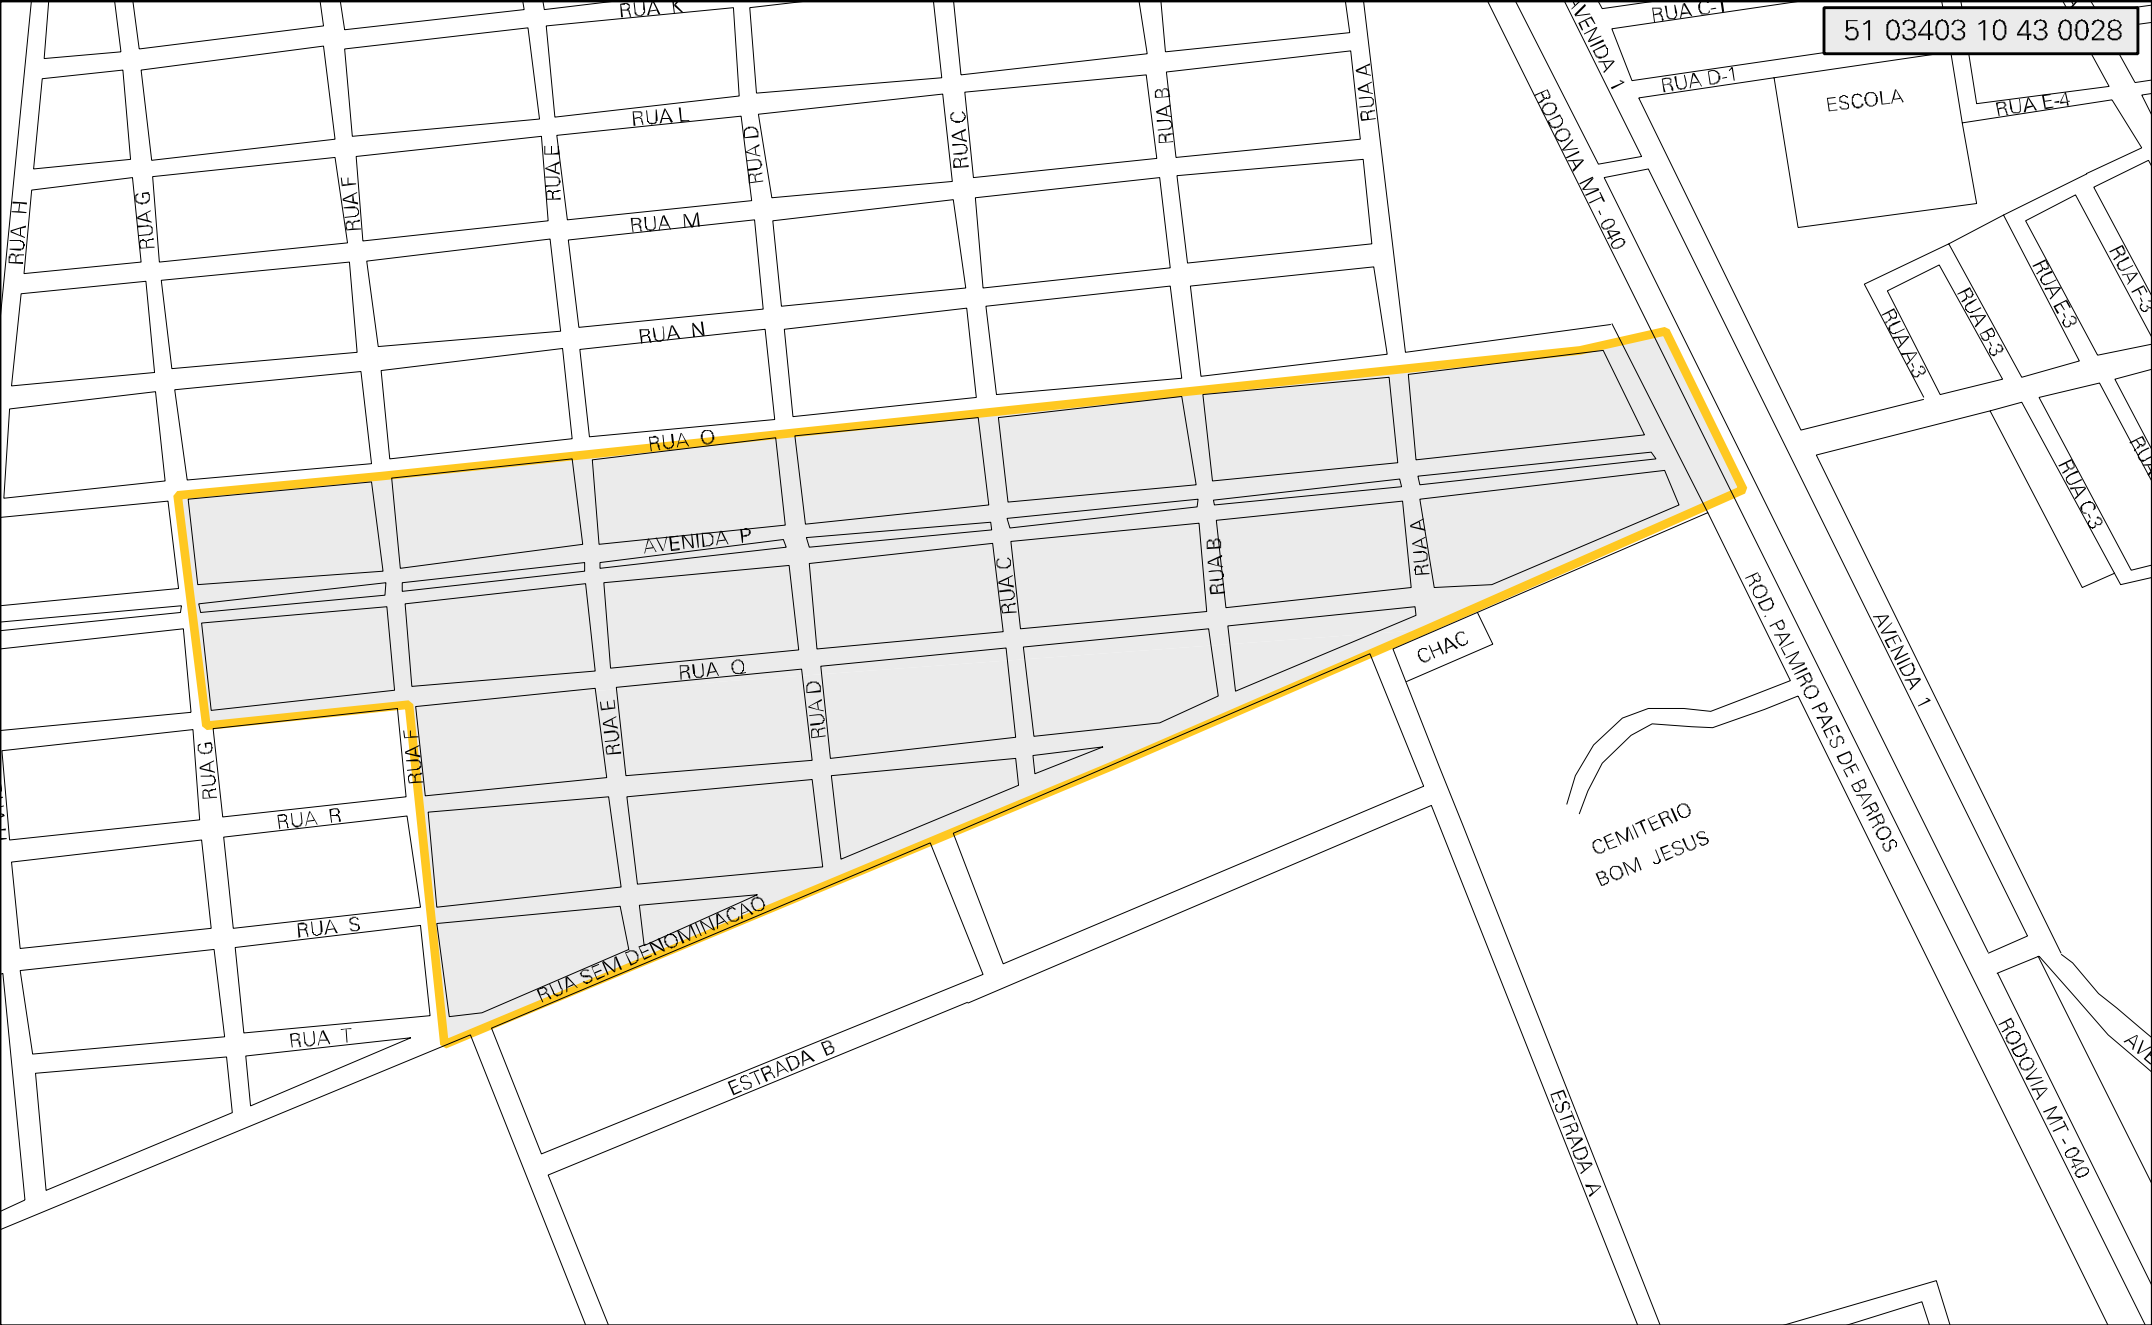 RUA K
AVENIDA 1
RUA C-1
51 03403 10 43 0028
RUA L
RUA A
RUA B
RUA C
RUA D
RUA E
RUA F
RUA G
RUA H
RODOVIA MT-040
RUA D-1
ESCOLA
RUA E-4
RUA M
RUA N
RUA A-3
RUA B-3
RUA E-3
RUA F-3
RUA O
RUA C-3
RUA
AVENIDA P
RUA C
RUA B
RUA A
RUA Q
RUA D
RUA E
RUA F
RUA G
CHAC
ROD. PALMIRO PAES DE BARROS
AVENIDA 1
RUA R
CEMITERIO
BOM JESUS
RUA S
RUA SEM DENOMINACAO
RUA T
ESTRADA B
ESTRADA A
RODOVIA MT-040
AVE